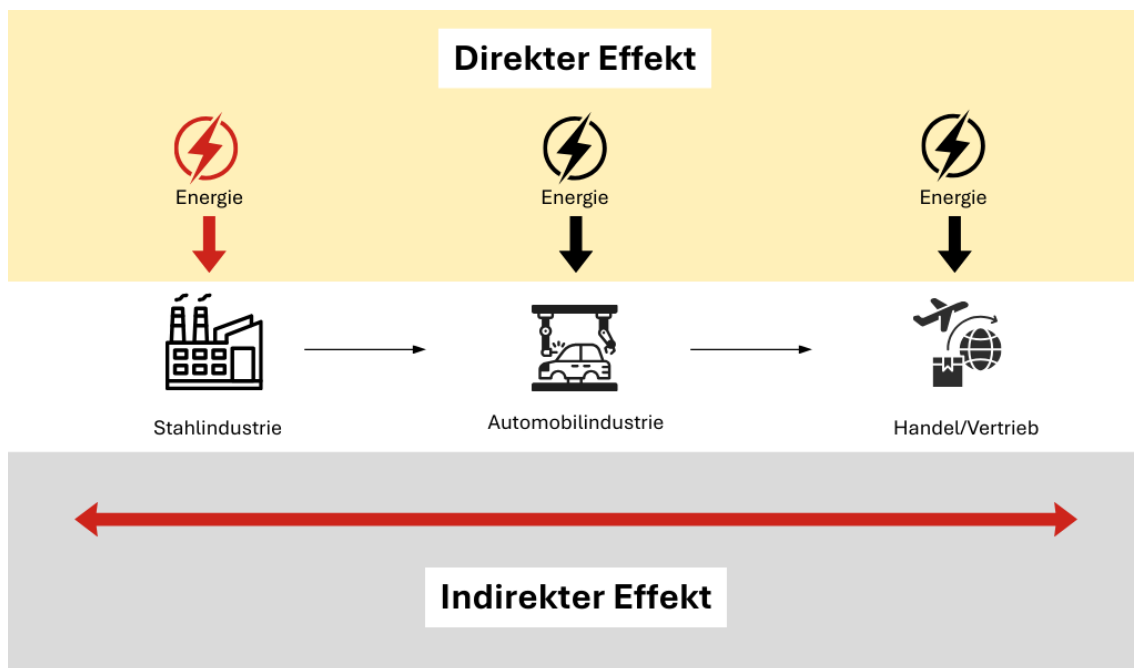 Direkter Effekt
Energie
Energie
Energie
Stahlindustrie
Automobilindustrie
Handel/Vertrieb
Indirekter Effekt